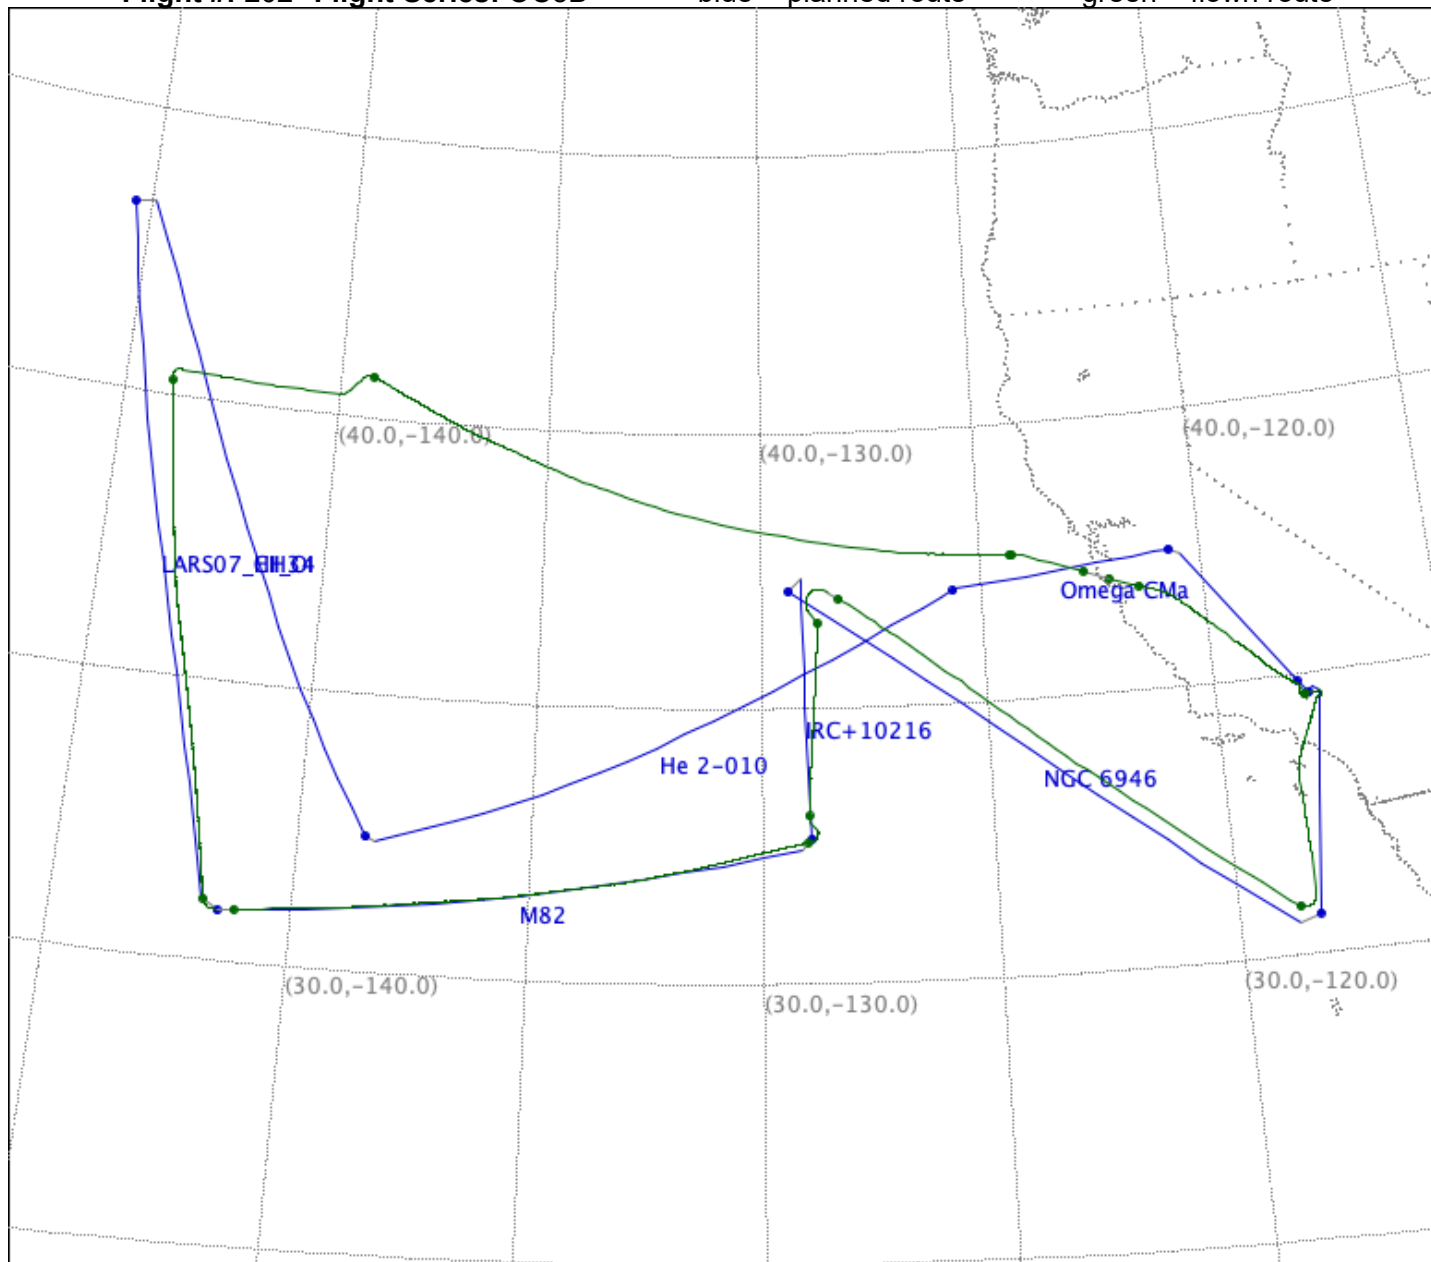 (40.0,-140.0)
(40.0,-130.0)
(40.0,-120.0)
LARS07_
Omega CMa
IRC+10216
He 2-010
NGC 6946
M82
(30.0,-140.0)
(30.0,-130.0)
(30.0,-120.0)